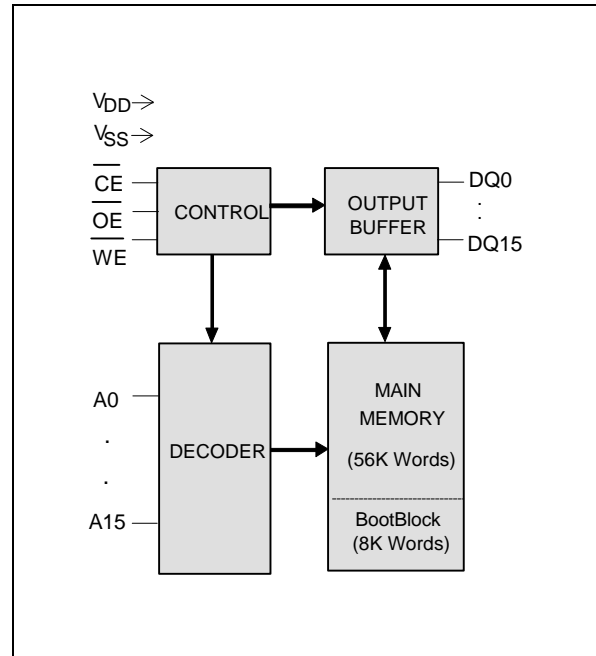 VDD
VSS
CE
OE
WE
CONTROL
OUTPUT
BUFFER
DQ0
.
.
DQ15
A0
.
.
A15
DECODER
MAIN
MEMORY
(56K Words)
BootBlock
(8K Words)